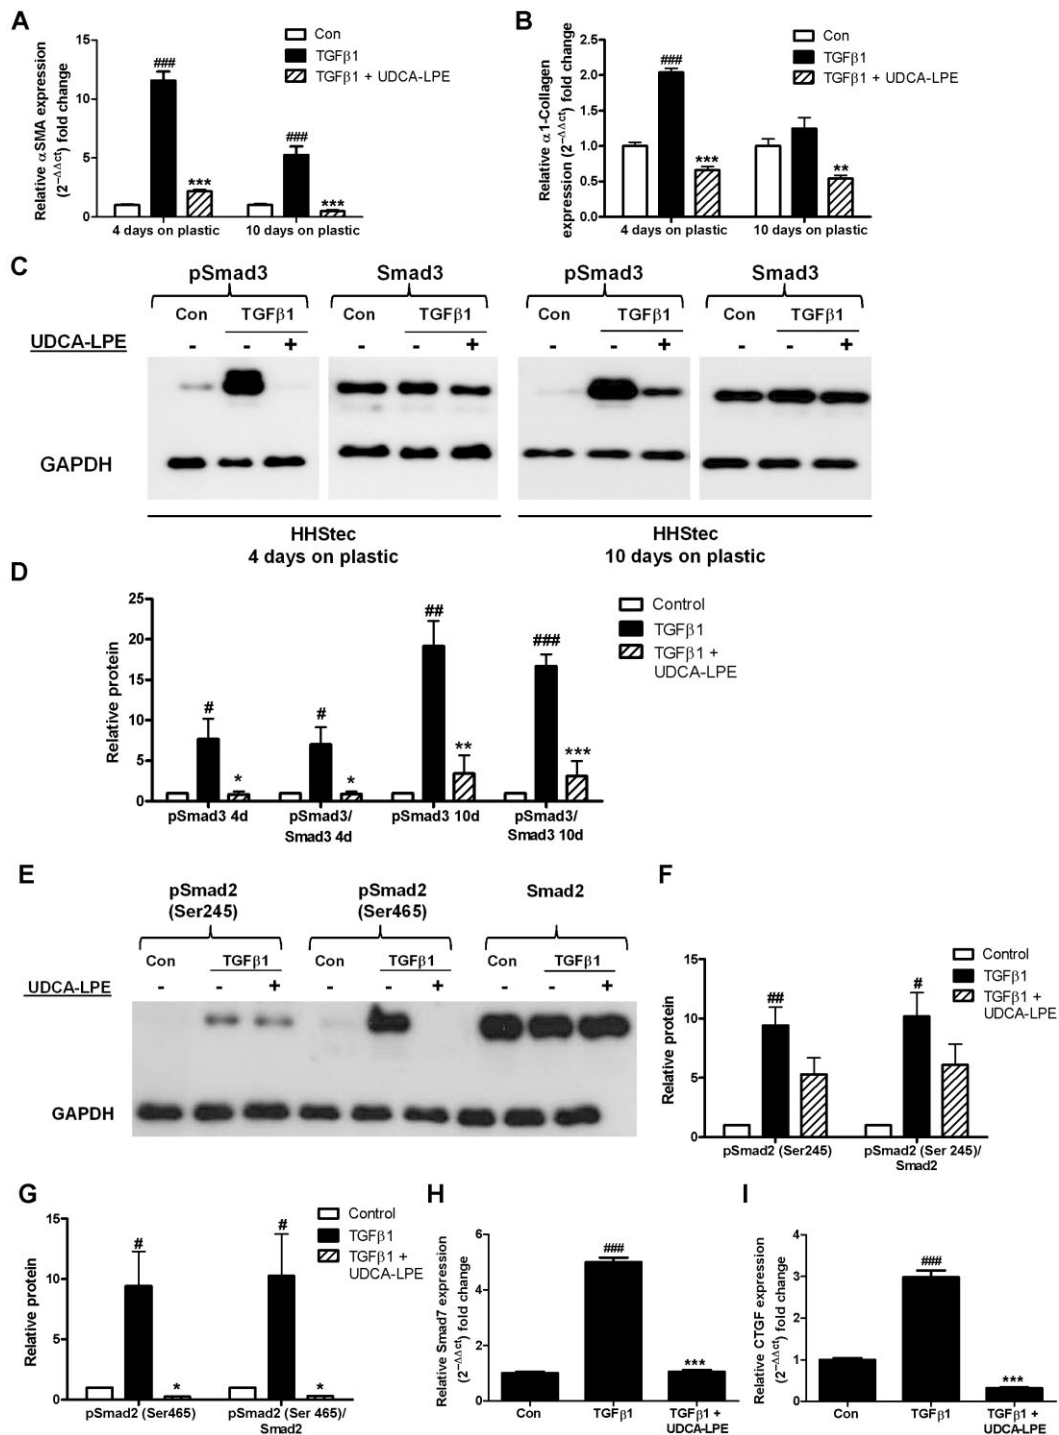 A
Relative αSMA expression
(2⁻ΔΔct) fold change
15
10
5
0
Con
TGFβ1
TGFβ1 + UDCA-LPE
###
***
###
***
4 days on plastic
10 days on plastic
B
Relative α1-Collagen
expression (2⁻ΔΔct) fold change
2.5
2.0
1.5
1.0
0.5
0.0
Con
TGFβ1
TGFβ1 + UDCA-LPE
###
***
**
4 days on plastic
10 days on plastic
C
pSmad3 Smad3 pSmad3 Smad3
Con TGFβ1 Con TGFβ1 Con TGFβ1 Con TGFβ1
UDCA-LPE - - + - - + - - + - - +
GAPDH
HHStec
4 days on plastic
HHStec
10 days on plastic
D
Relative protein
25
20
15
10
5
0
Control
TGFβ1
TGFβ1 +
UDCA-LPE
#
*
#
*
##
**
###
***
pSmad3 4d
pSmad3/
Smad3 4d
pSmad3 10d
pSmad3/
Smad3 10d
E
pSmad2
(Ser245)
pSmad2
(Ser465)
Smad2
Con TGFβ1 Con TGFβ1 Con TGFβ1
UDCA-LPE - - + - - + - - +
GAPDH
F
Relative protein
15
10
5
0
Control
TGFβ1
TGFβ1 +
UDCA-LPE
##
#
pSmad2 (Ser245)
pSmad2 (Ser 245)/
Smad2
G
Relative protein
15
10
5
0
Control
TGFβ1
TGFβ1 +
UDCA-LPE
#
*
#
*
pSmad2 (Ser465)
pSmad2 (Ser 465)/
Smad2
H
Relative Smad7 expression
(2⁻ΔΔct) fold change
6
4
2
0
###
***
Con
TGFβ1
TGFβ1 +
UDCA-LPE
I
Relative CTGF expression
(2⁻ΔΔct) fold change
4
3
2
1
0
###
***
Con
TGFβ1
TGFβ1 +
UDCA-LPE